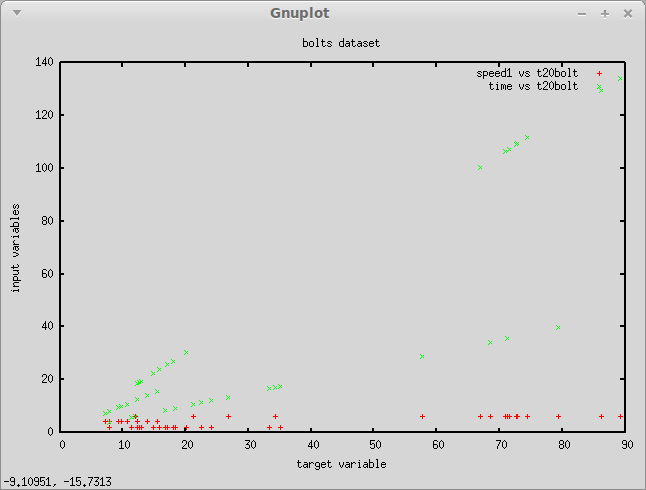 Gnuplot
bolts dataset
140
120
100
80
60
40
20
0
input variables
speed1 vs t20bolt
time vs t20bolt
0 10 20 30 40 50 60 70 80 90
target variable
-9.10951, -15.7313